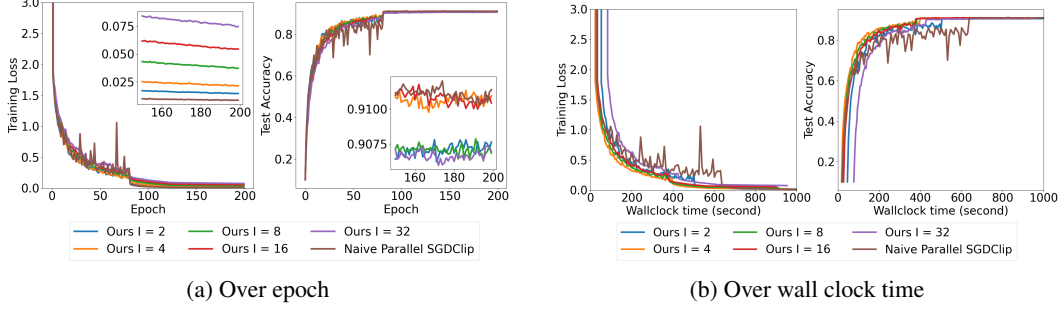 3.0
2.5
2.0
1.5
1.0
0.5
0.0
Training Loss
0.075
0.050
0.025
160 180 200
0 50 100 150 200
Epoch
0.8
0.6
0.4
0.2
Test Accuracy
0.9100
0.9075
160 180 200
0 50 100 150 200
Epoch
Ours I = 2 Ours I = 8 Ours I = 32
Ours I = 4 Ours I = 16 Naive Parallel SGDClip
(a) Over epoch
3.0
2.5
2.0
1.5
1.0
0.5
0.0
Training Loss
0 200 400 600 800 1000
Wallclock time (second)
0.8
0.6
0.4
0.2
Test Accuracy
0 200 400 600 800 1000
Wallclock time (second)
Ours I = 2 Ours I = 8 Ours I = 32
Ours I = 4 Ours I = 16 Naive Parallel SGDClip
(b) Over wall clock time